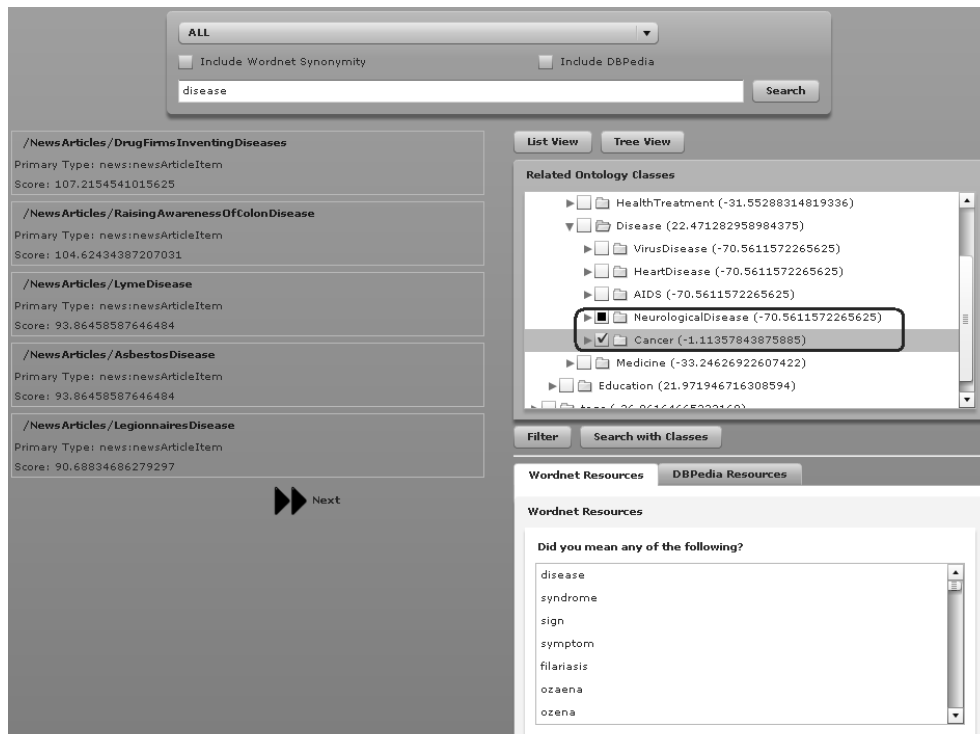 ALL
Include Wordnet Synonymity
Include DBPedia
disease
Search
/NewsArticles/DrugFirmsInventingDiseases
Primary Type: news:newsArticleItem
Score: 107.2154541015625
/NewsArticles/RaisingAwarenessOfColonDisease
Primary Type: news:newsArticleItem
Score: 104.62434387207031
/NewsArticles/LymeDisease
Primary Type: news:newsArticleItem
Score: 93.86458587646484
/NewsArticles/AsbestosDisease
Primary Type: news:newsArticleItem
Score: 93.86458587646484
/NewsArticles/LegionnairesDisease
Primary Type: news:newsArticleItem
Score: 90.68834686279297
Next
List View
Tree View
Related Ontology Classes
HealthTreatment (-31.55288314819336)
Disease (22.471282958984375)
VirusDisease (-70.5611572265625)
HeartDisease (-70.5611572265625)
AIDS (-70.5611572265625)
NeurologicalDisease (-70.5611572265625)
Cancer (-1.11357843875885)
Medicine (-33.24626922607422)
Education (21.971946716308594)
Filter
Search with Classes
Wordnet Resources
DBPedia Resources
Wordnet Resources
Did you mean any of the following?
disease
syndrome
sign
symptom
filariasis
ozaena
ozena